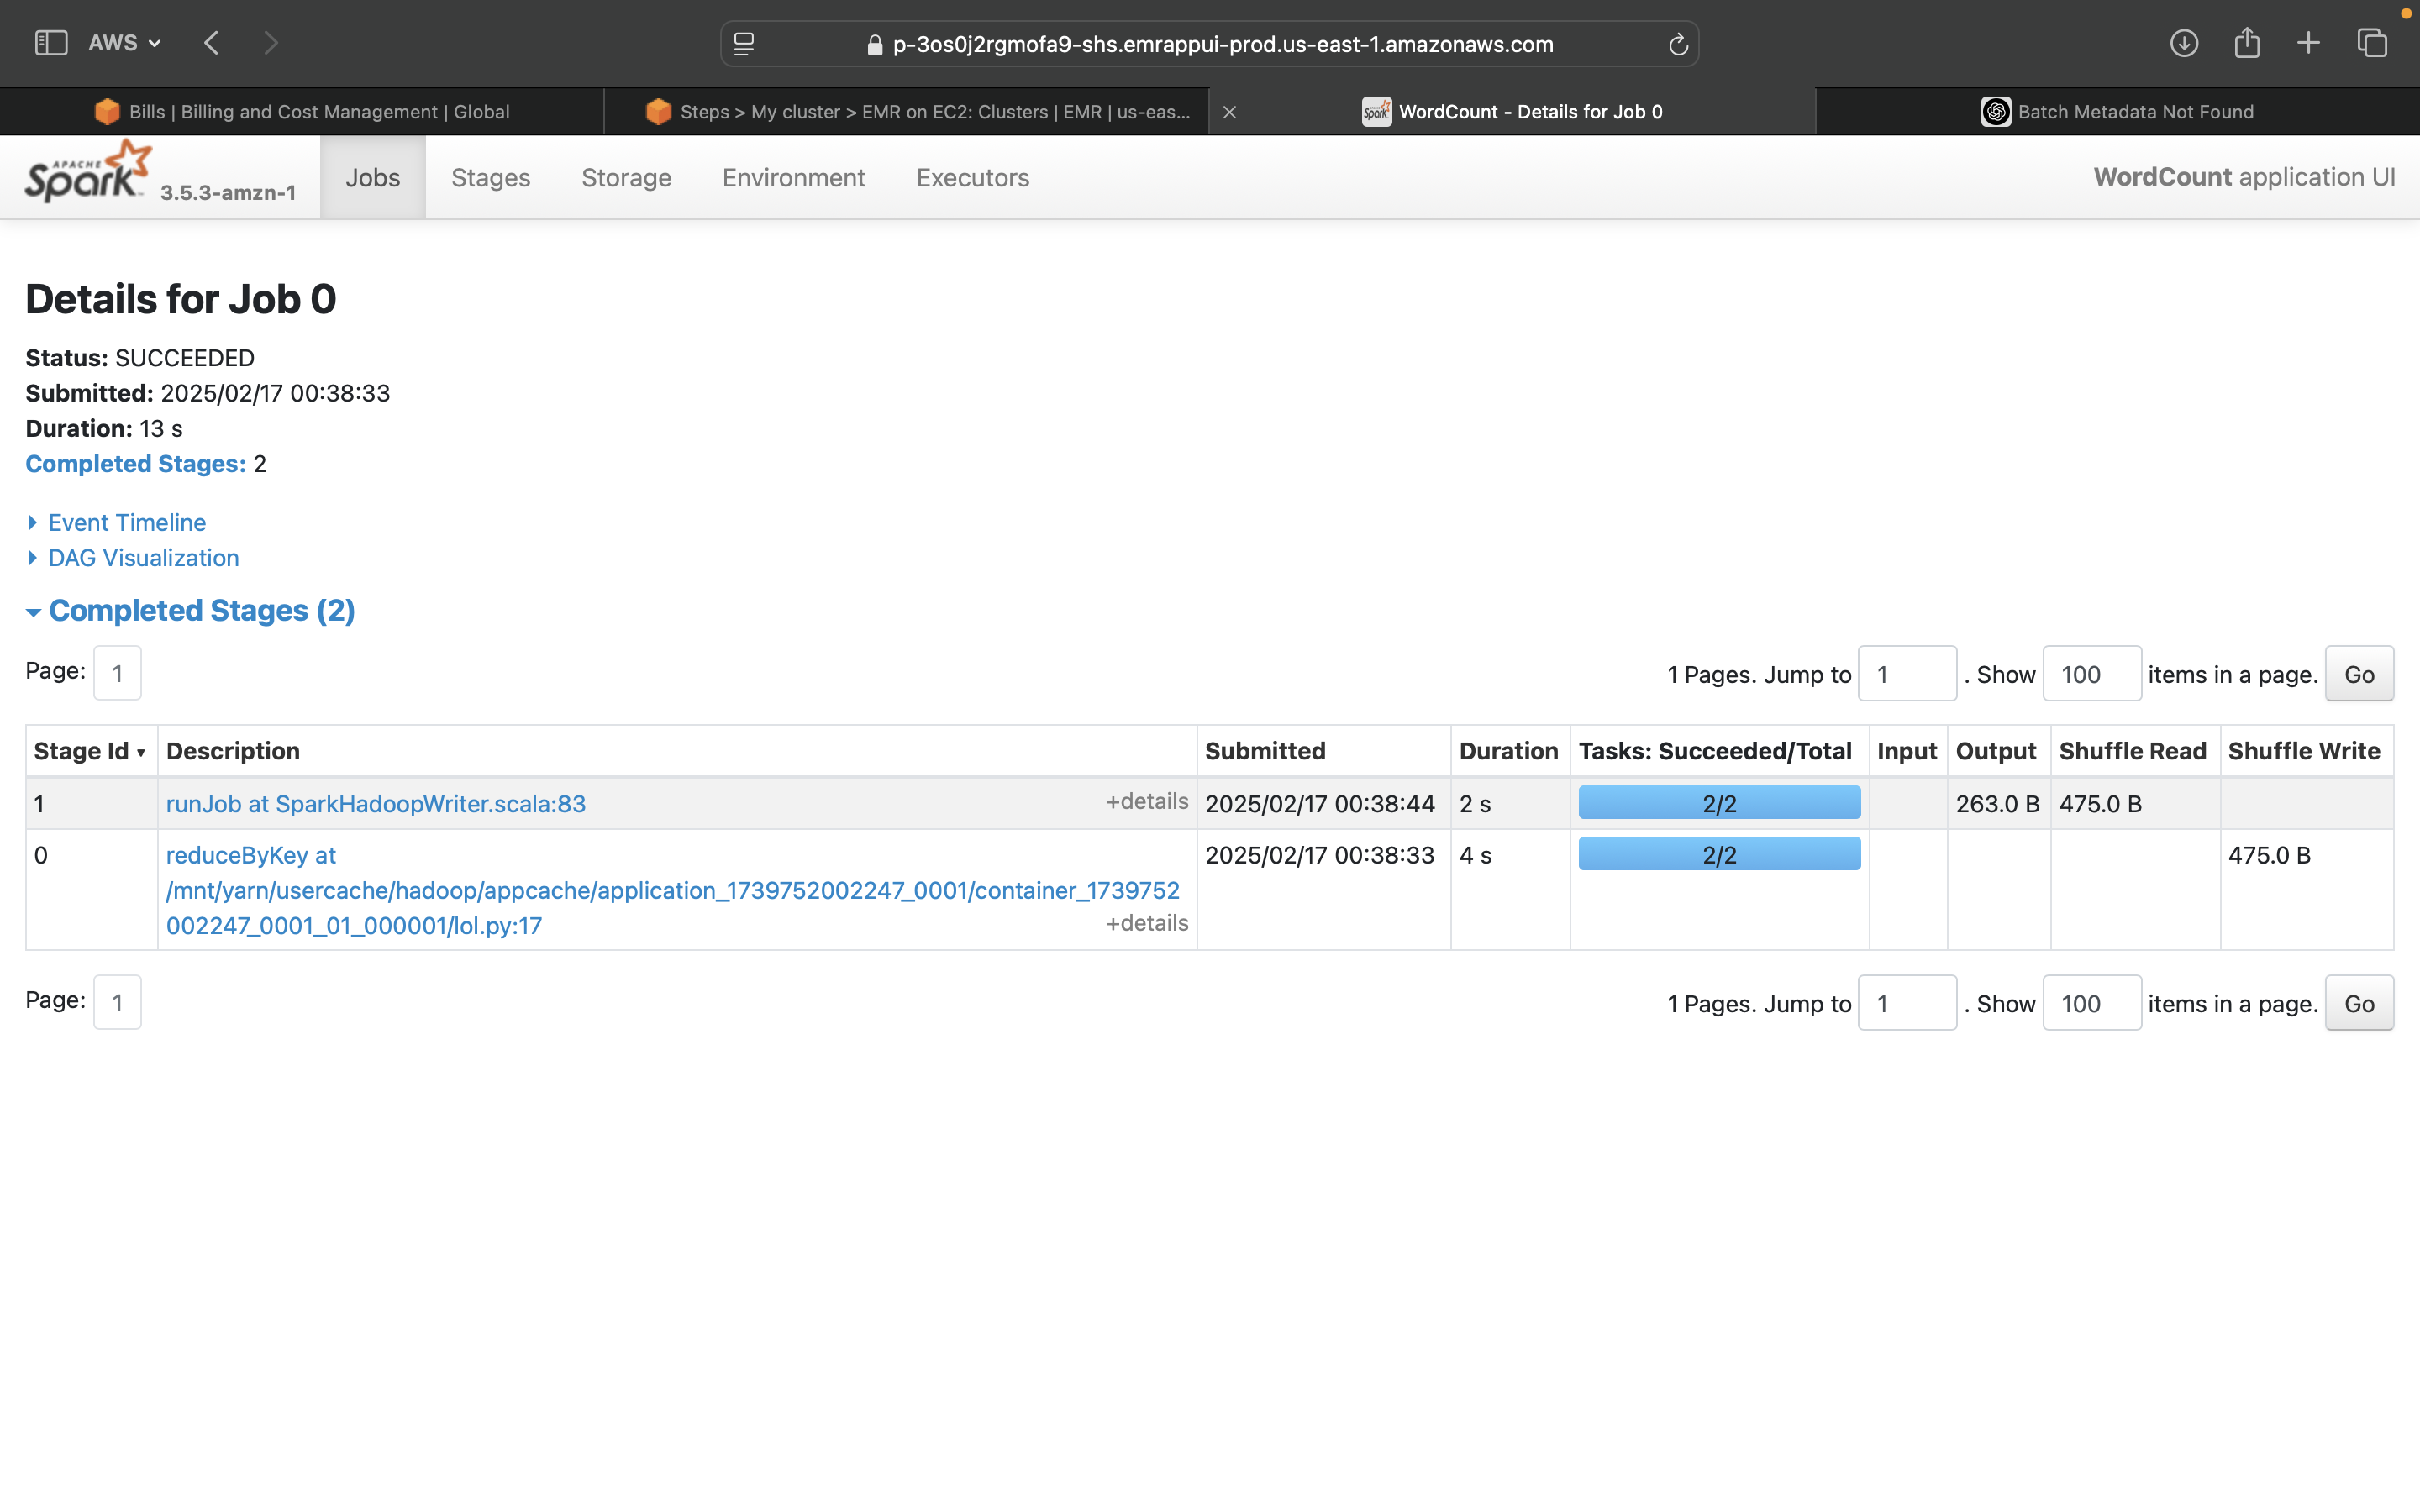 AWS
p-3os0j2rgmofa9-shs.emrappui-prod.us-east-1.amazonaws.com
Bills | Billing and Cost Management | Global
Steps > My cluster > EMR on EC2: Clusters | EMR | us-eas...
WordCount - Details for Job 0
Batch Metadata Not Found
APACHE Spark 3.5.3-amzn-1 Jobs Stages Storage Environment Executors WordCount application UI
Details for Job 0
Status: SUCCEEDED
Submitted: 2025/02/17 00:38:33
Duration: 13 s
Completed Stages: 2
Event Timeline
DAG Visualization
Completed Stages (2)
Page: 1 1 Pages. Jump to 1 . Show 100 items in a page. Go
Stage Id ▾ Description Submitted Duration Tasks: Succeeded/Total Input Output Shuffle Read Shuffle Write
1 runJob at SparkHadoopWriter.scala:83 +details 2025/02/17 00:38:44 2 s 2/2 263.0 B 475.0 B
0 reduceByKey at 2025/02/17 00:38:33 4 s 2/2 475.0 B
/mnt/yarn/usercache/hadoop/appcache/application_1739752002247_0001/container_1739752
002247_0001_01_000001/lol.py:17 +details
Page: 1 1 Pages. Jump to 1 . Show 100 items in a page. Go